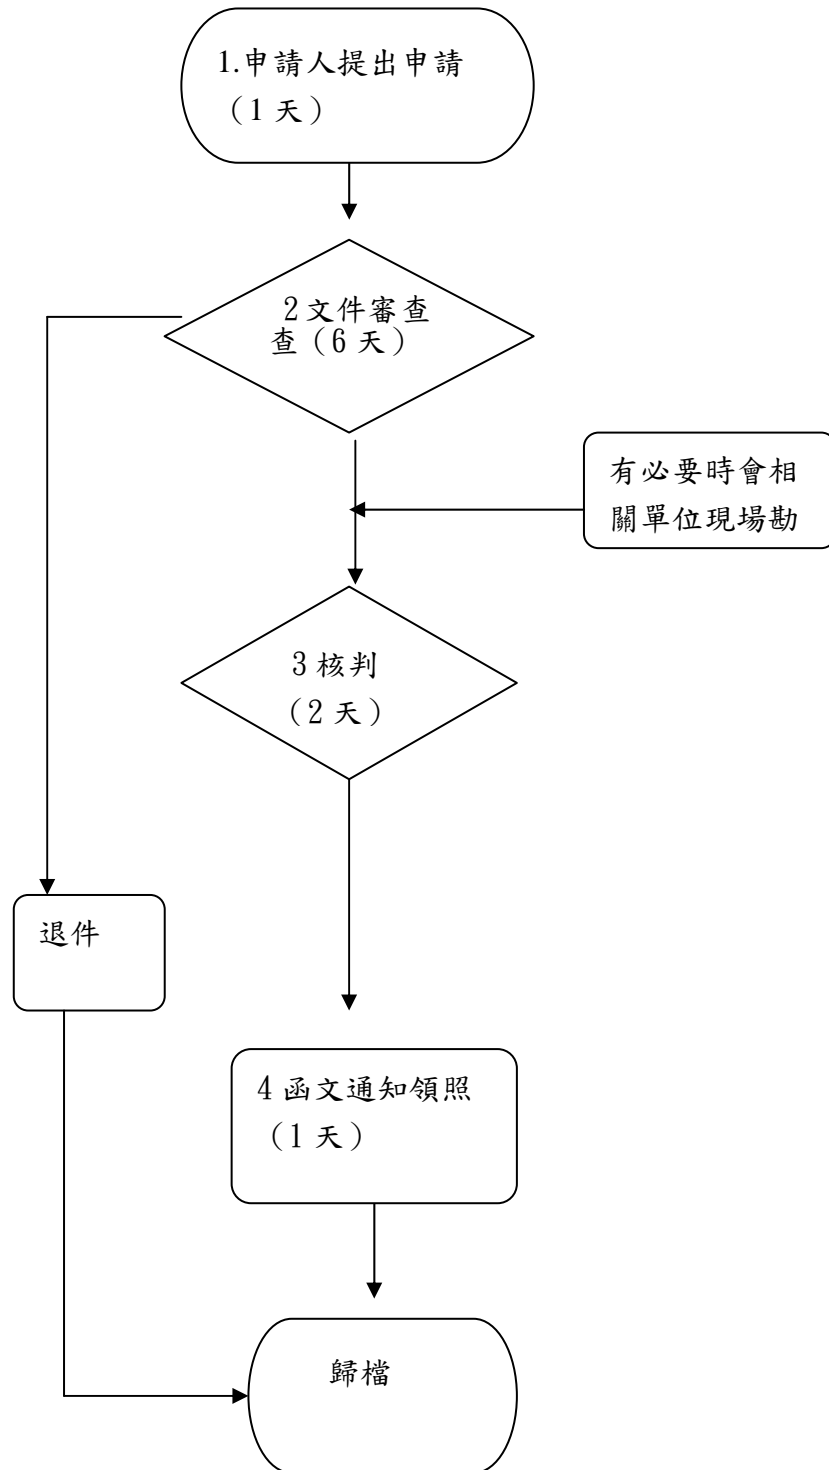 1.申請人提出申請
（1 天）
2 文件審查
查（6 天）
有必要時會相
關單位現場勘
3 核判
（2 天）
退件
4 函文通知領照
（1 天）
歸檔